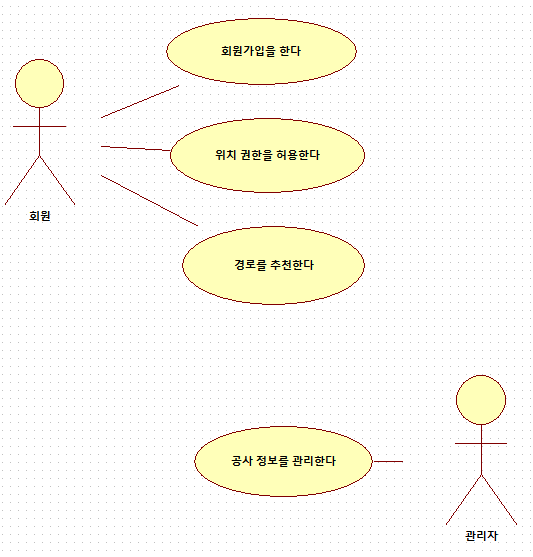 회원가입을 한다
위치 권한을 허용한다
회원
경로를 추천한다
공사 정보를 관리한다
관리자